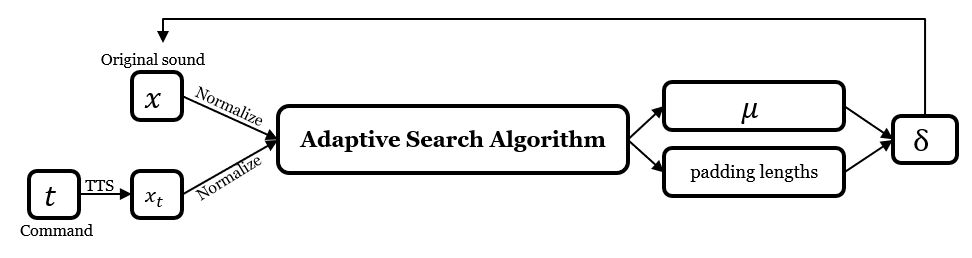 Original sound
x
Normalize
Adaptive Search Algorithm
μ
δ
padding lengths
t
TTS
x_t
Normalize
Command